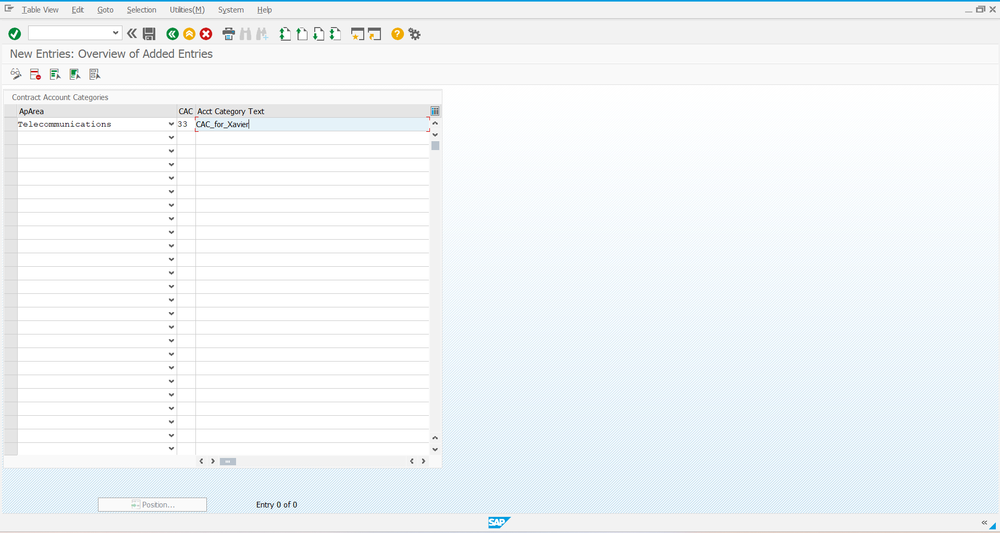 Table View Edit Goto Selection Utilities(M) System Help
New Entries: Overview of Added Entries
Contract Account Categories
ApArea CAC Acct Category Text
Telecommunications 33 CAC_for_Xavier
Position... Entry 0 of 0
SAP